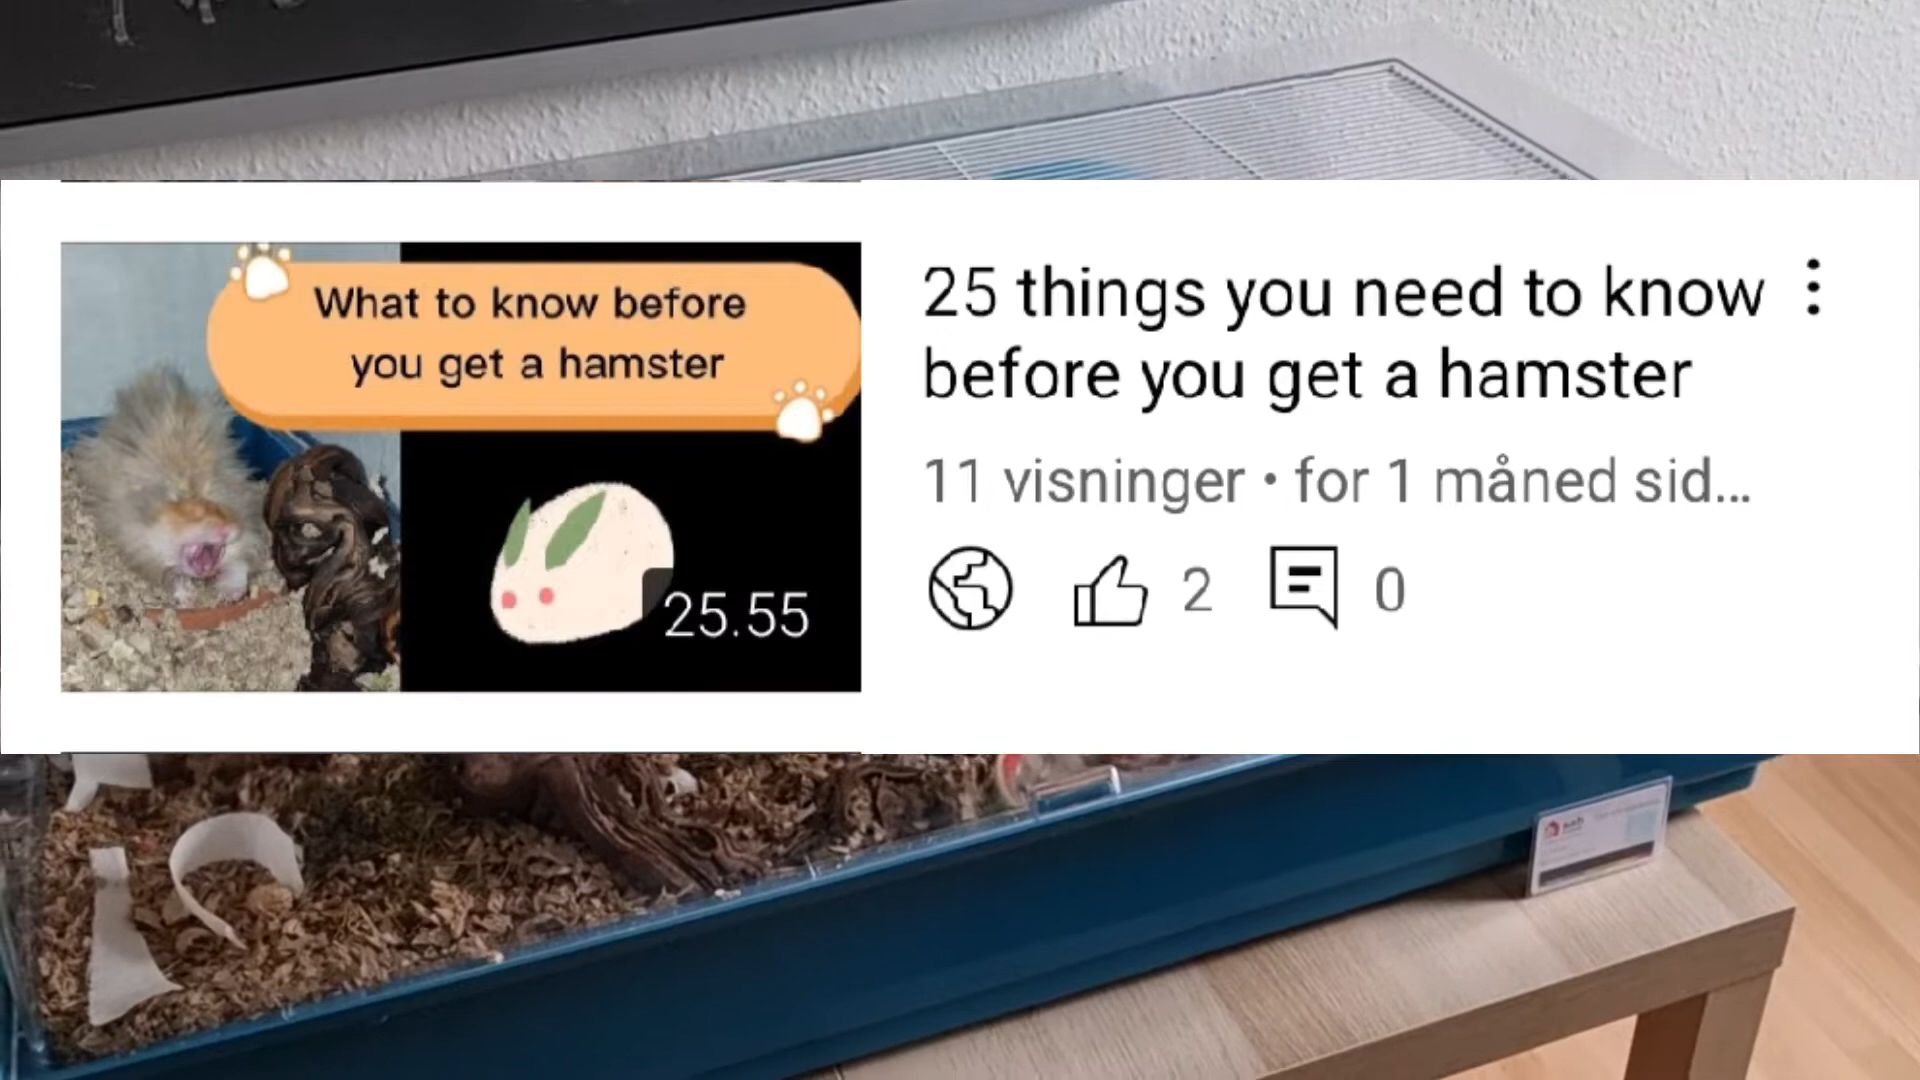 What to know before
you get a hamster
25.55
25 things you need to know
before you get a hamster
11 visninger • for 1 måned sid...
2
0